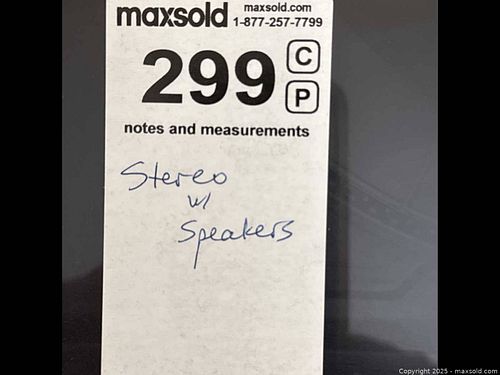 maxsold maxsold.com
1-877-257-7799
299 C
P
notes and measurements
Stereo
w/
Speakers
Copyright 2025 - maxsold.com